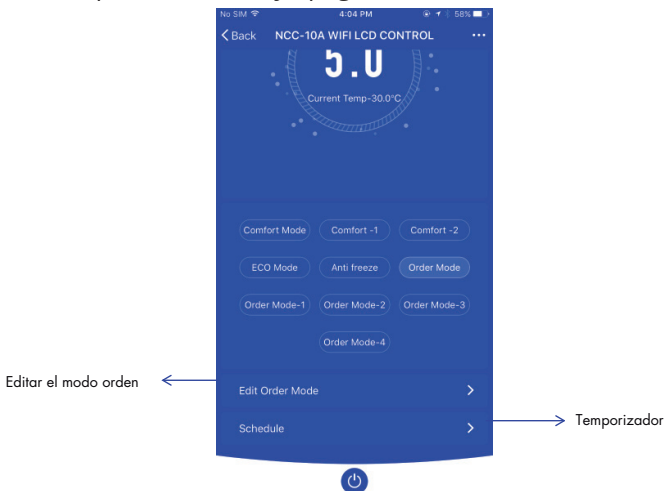 No SIM 4:04 PM 58%
Back NCC-10A WIFI LCD CONTROL ...
5.0
Current Temp-30.0°C
Comfort Mode Comfort -1 Comfort -2
ECO Mode Anti freeze Order Mode
Order Mode-1 Order Mode-2 Order Mode-3
Order Mode-4
Editar el modo orden
Edit Order Mode
Schedule
Temporizador